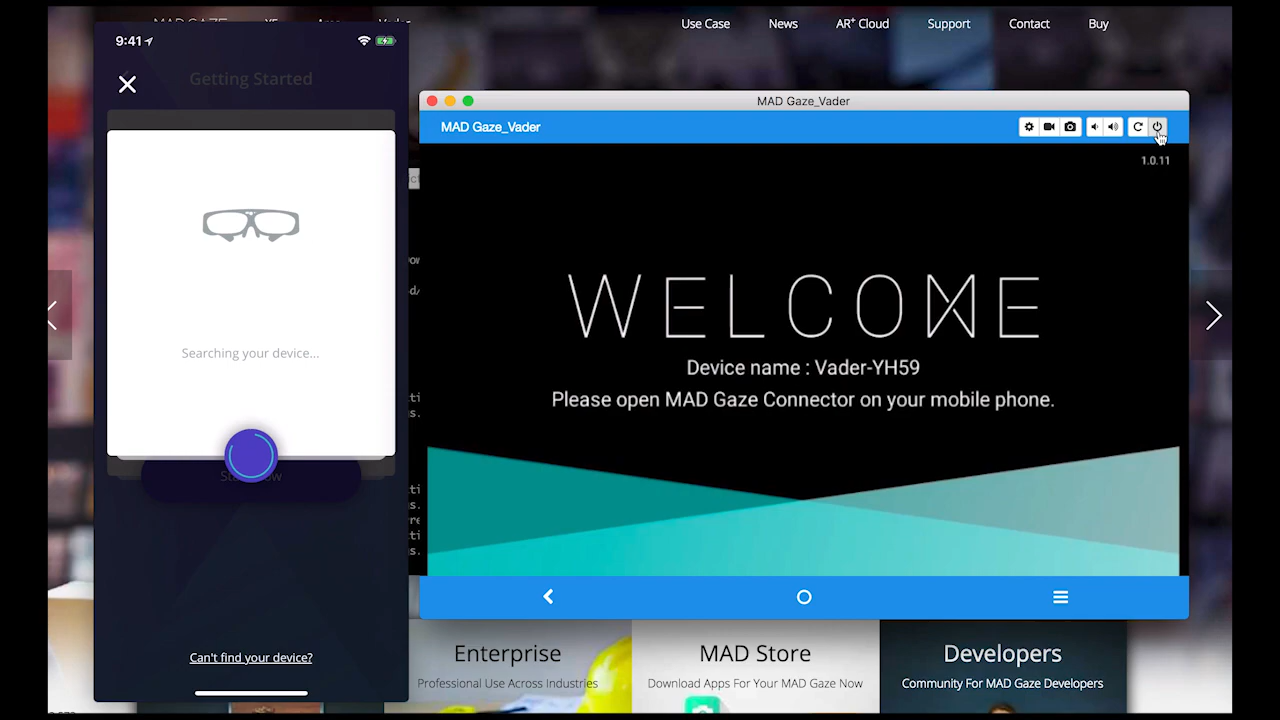 Use Case
News
AR+ Cloud
Support
Contact
Buy
9:41
Getting Started
Searching your device...
Can't find your device?
MAD Gaze_Vader
MAD Gaze_Vader
1.0.11
WELCOME
Device name : Vader-YH59
Please open MAD Gaze Connector on your mobile phone.
Enterprise
Professional Use Across Industries
MAD Store
Download Apps For Your MAD Gaze Now
Developers
Community For MAD Gaze Developers